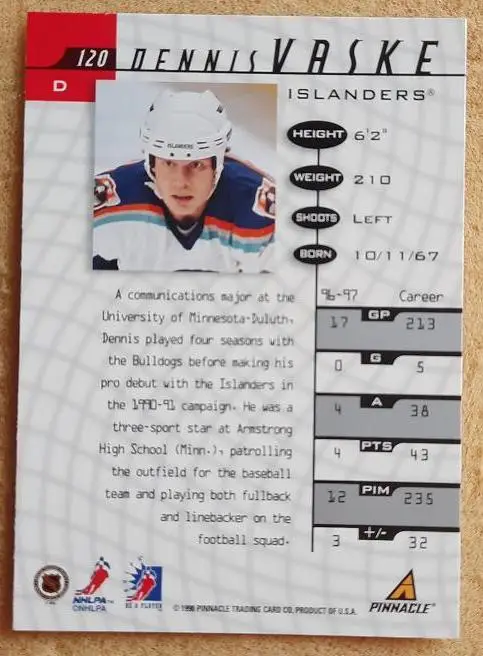 120 DENNIS VASKE
D
ISLANDERS®
ISLANDERS
HEIGHT 6'2"
WEIGHT 210
SHOOTS LEFT
BORN 10/11/67
A communications major at the
University of Minnesota-Duluth,
Dennis played four seasons with
the Bulldogs before making his
pro debut with the Islanders in
the 1990-91 campaign. He was a
three-sport star at Armstrong
High School (Minn.), patrolling
the outfield for the baseball
team and playing both fullback
and linebacker on the
football squad.
96-97 Career
17 GP 213
0 G 5
4 A 38
4 PTS 43
12 PIM 235
3 +/- 32
NHLPA™
©NHLPA
BE A PLAYER
© 1998 PINNACLE TRADING CARD CO. PRODUCT OF U.S.A.
PINNACLE®